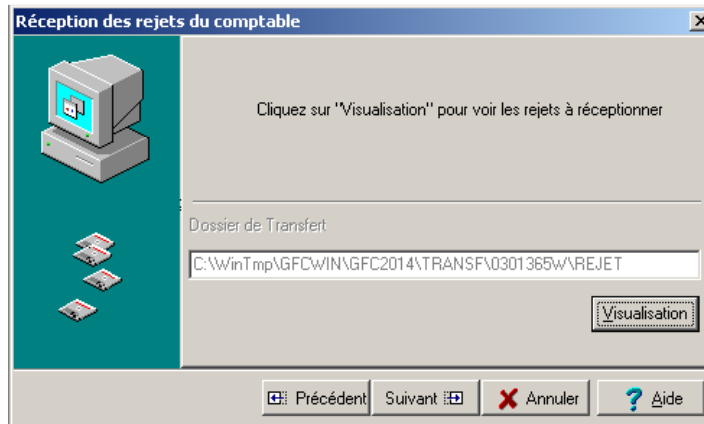 Réception des rejets du comptable
Cliquez sur "Visualisation" pour voir les rejets à réceptionner
Dossier de Transfert
C:\WinTmp\GFCWIN\GFC2014\TRANSF\0301365W\REJET
Visualisation
Précédent Suivant Annuler ? Aide